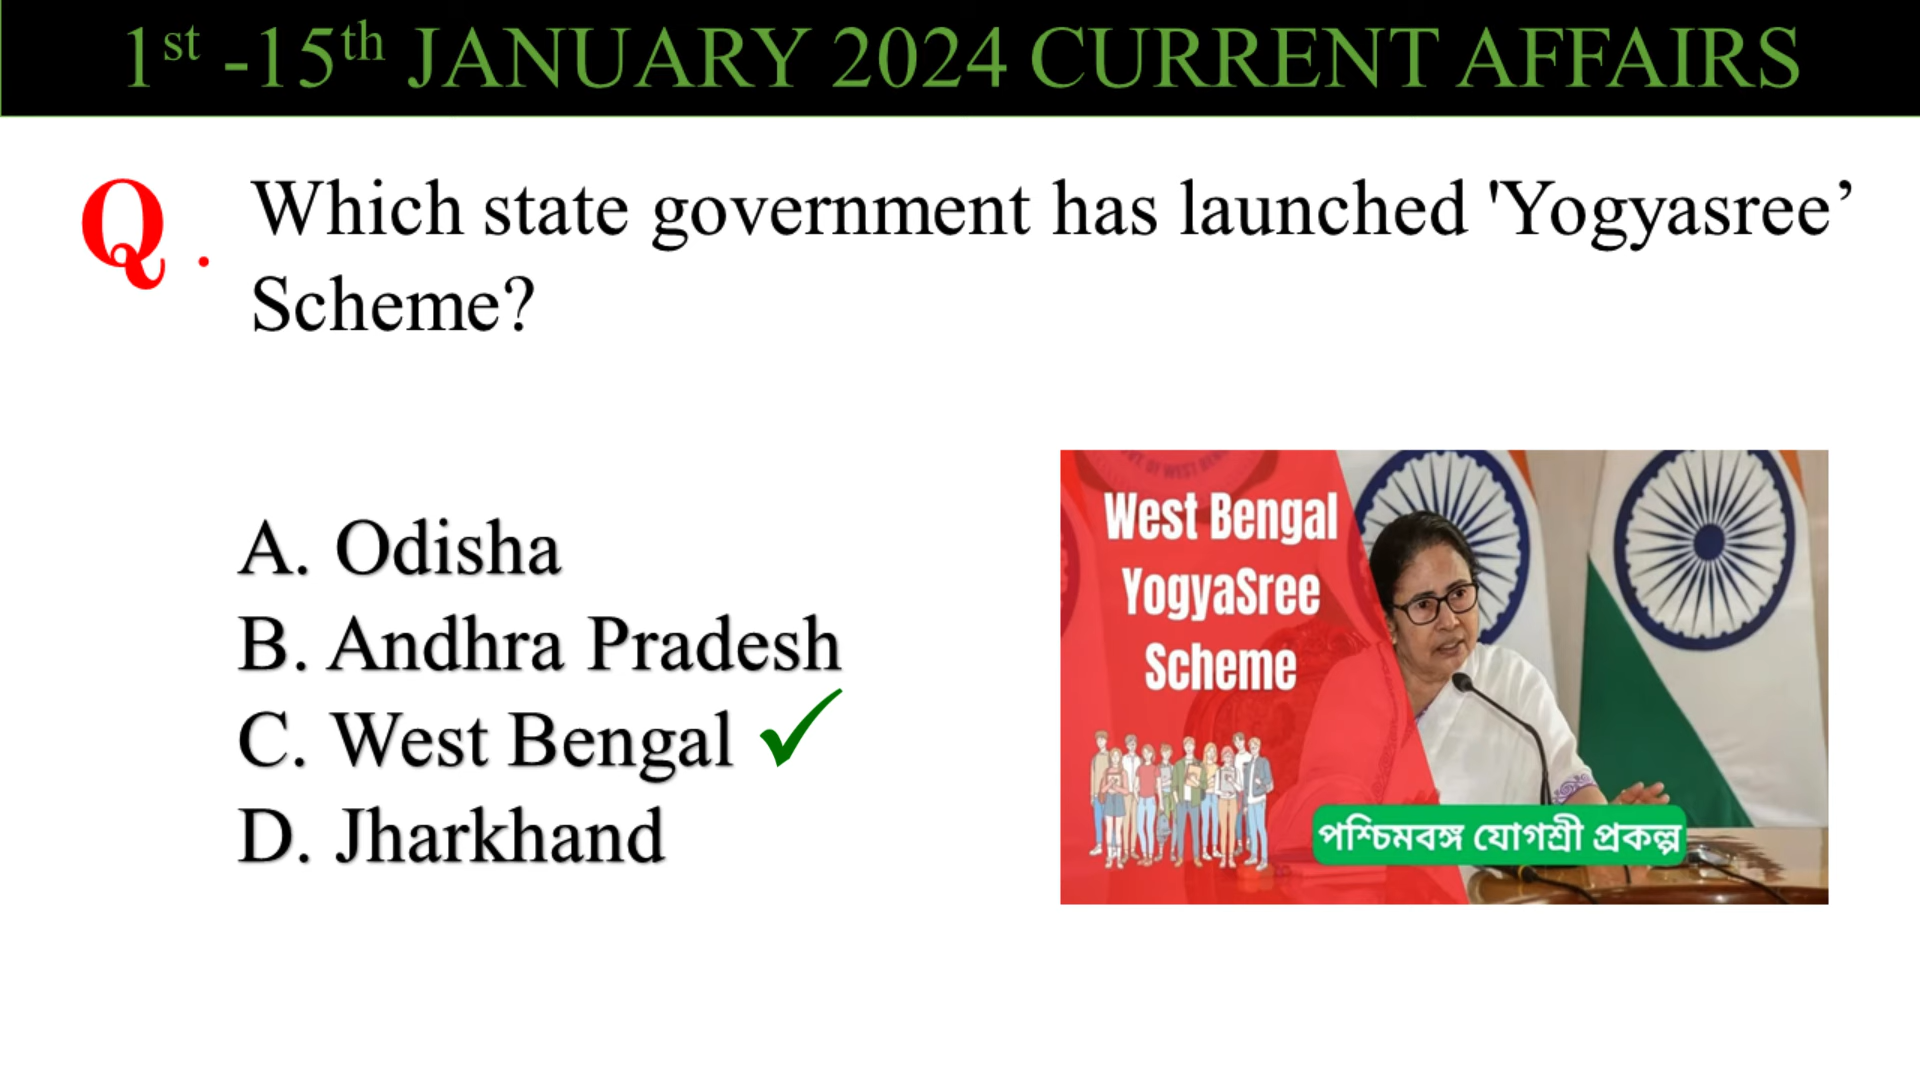 1st -15th JANUARY 2024 CURRENT AFFAIRS
Q . Which state government has launched 'Yogyasree’
Scheme?
A. Odisha
B. Andhra Pradesh
C. West Bengal ✓
D. Jharkhand
West Bengal
YogyaSree
Scheme
পশ্চিমবঙ্গ যোগশ্রী প্রকল্প